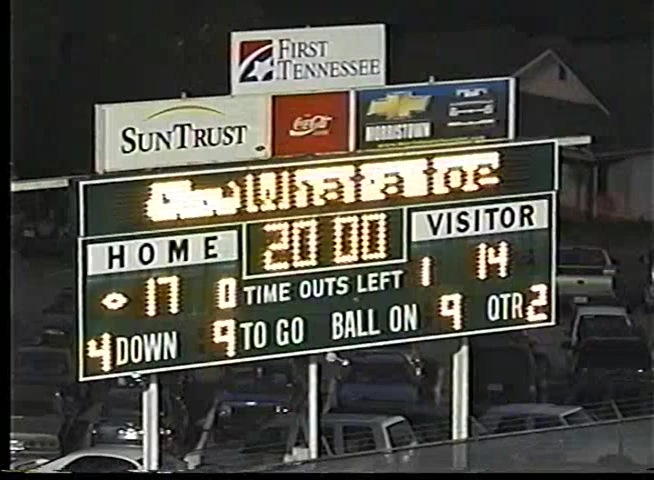 FIRST
TENNESSEE
SUNTRUST
Coca-Cola
MORRISTOWN
HOME
20 00
VISITOR
17 0 TIME OUTS LEFT 1 14
4 DOWN 9 TO GO BALL ON 9 QTR 2